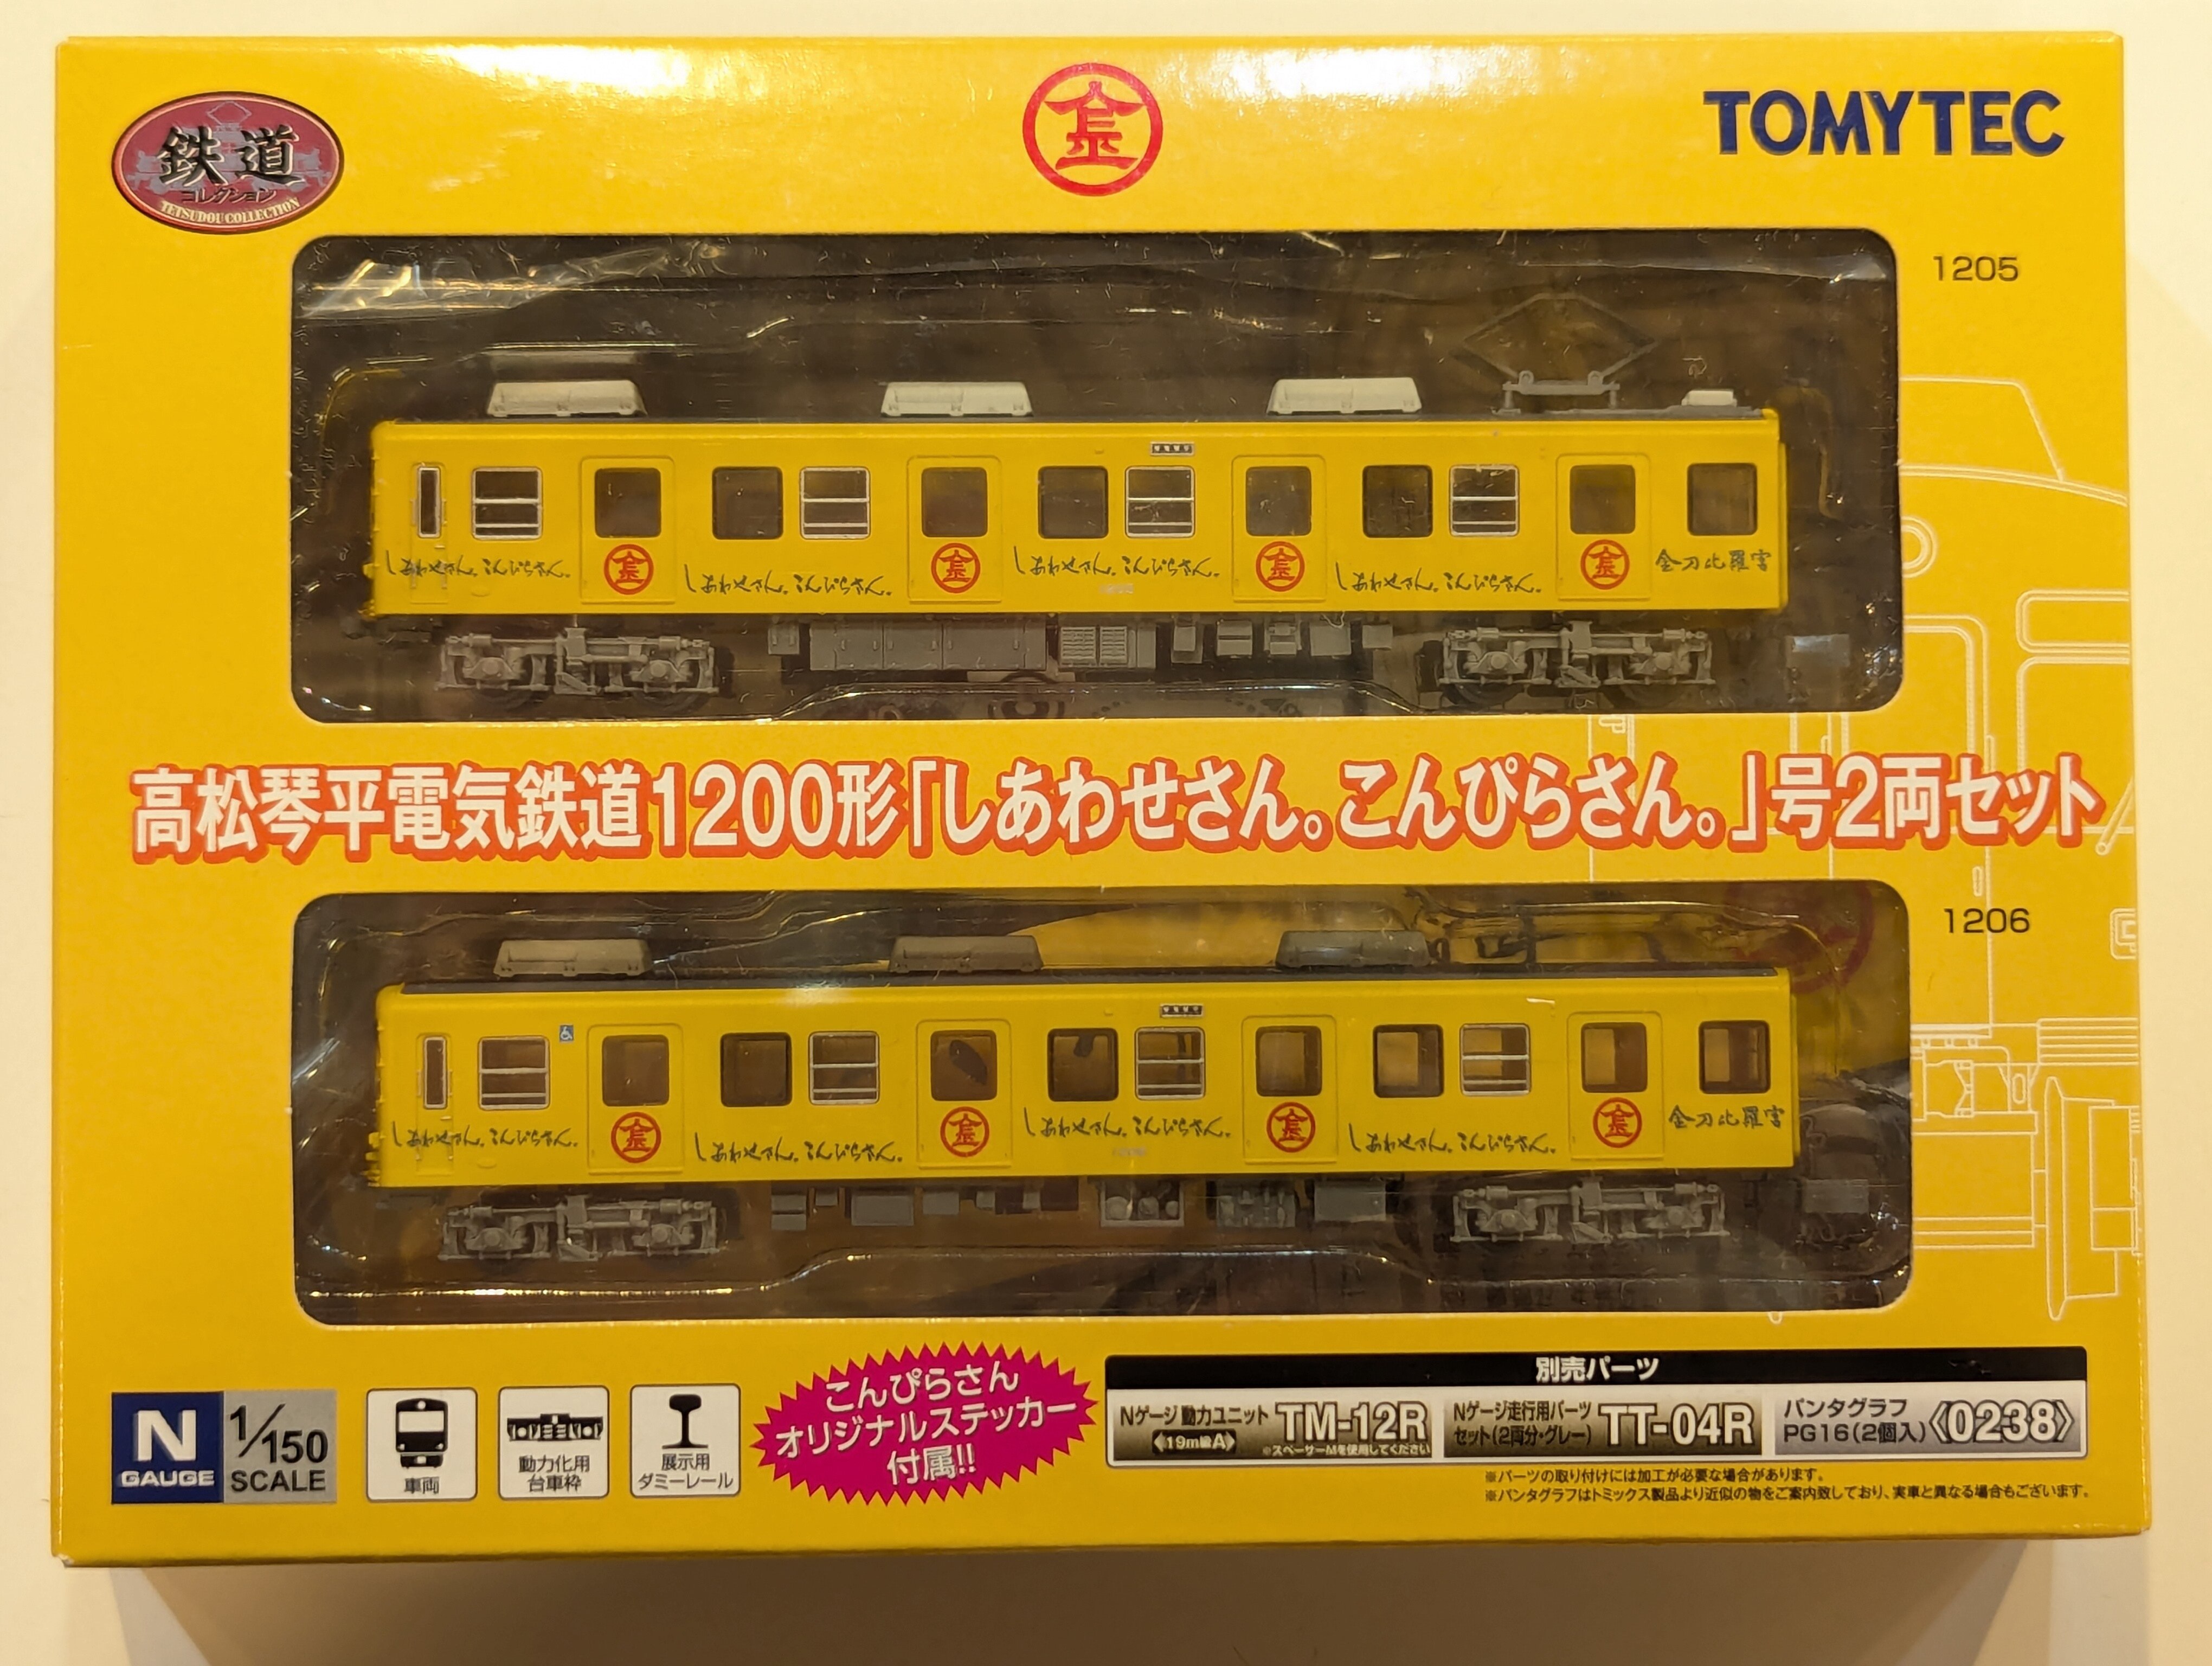 鉄道
コレクション
TETSUDOU COLLECTION
金
TOMYTEC
1205
しあわせさん。こんぴらさん。
金
しあわせさん。こんぴらさん。
金
しあわせさん。こんぴらさん。
金
しあわせさん。こんぴらさん。
金
金刀比羅宮
高松琴平電気鉄道1200形「しあわせさん。こんぴらさん。」号2両セット
1206
しあわせさん。こんぴらさん。
金
しあわせさん。こんぴらさん。
金
しあわせさん。こんぴらさん。
金
しあわせさん。こんぴらさん。
金
金刀比羅宮
N
GAUGE
1/150
SCALE
車両
動力化用
台車枠
展示用
ダミーレール
こんぴらさん
オリジナルステッカー
付属!!
別売パーツ
Nゲージ動力ユニット TM-12R
《19m級A》
※スペーサーMを使用してください
Nゲージ走行用パーツ
セット(2両分・グレー) TT-04R
パンタグラフ
PG16(2個入)《0238》
※パーツの取り付けには加工が必要な場合があります。
※パンタグラフはトミックス製品より近似の物をご案内致しており、実車と異なる場合もございます。